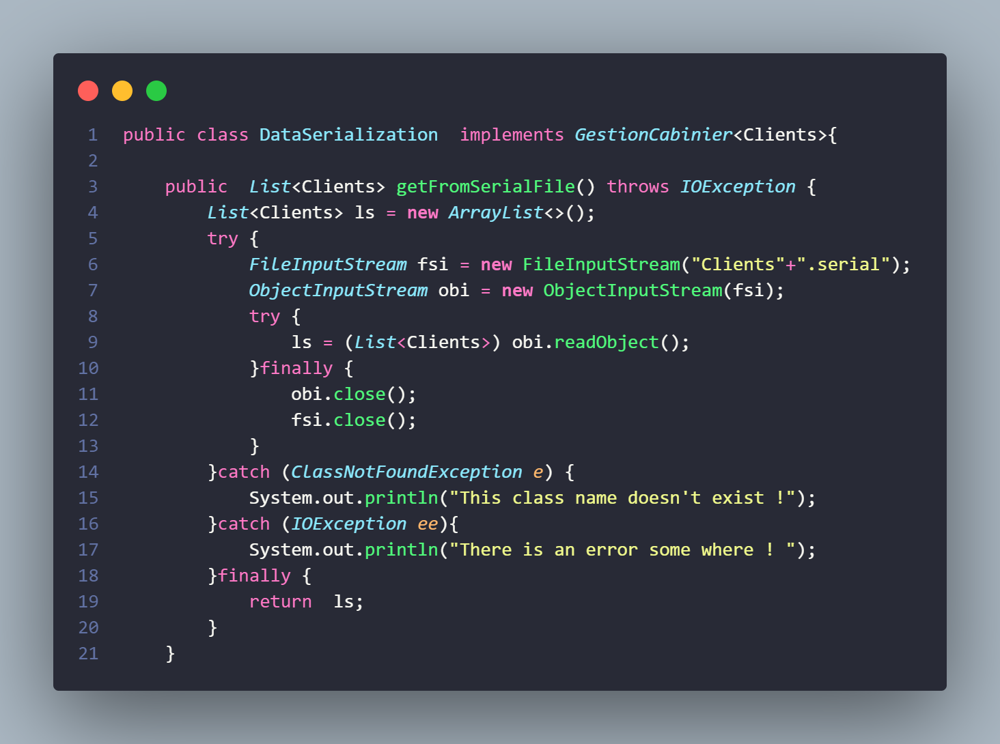 1 public class DataSerialization  implements GestionCabinier<Clients>{
2
3     public  List<Clients> getFromSerialFile() throws IOException {
4         List<Clients> ls = new ArrayList<>();
5         try {
6             FileInputStream fsi = new FileInputStream("Clients"+".serial");
7             ObjectInputStream obi = new ObjectInputStream(fsi);
8             try {
9                 ls = (List<Clients>) obi.readObject();
10             }finally {
11                 obi.close();
12                 fsi.close();
13             }
14         }catch (ClassNotFoundException e) {
15             System.out.println("This class name doesn't exist !");
16         }catch (IOException ee){
17             System.out.println("There is an error some where ! ");
18         }finally {
19             return  ls;
20         }
21     }